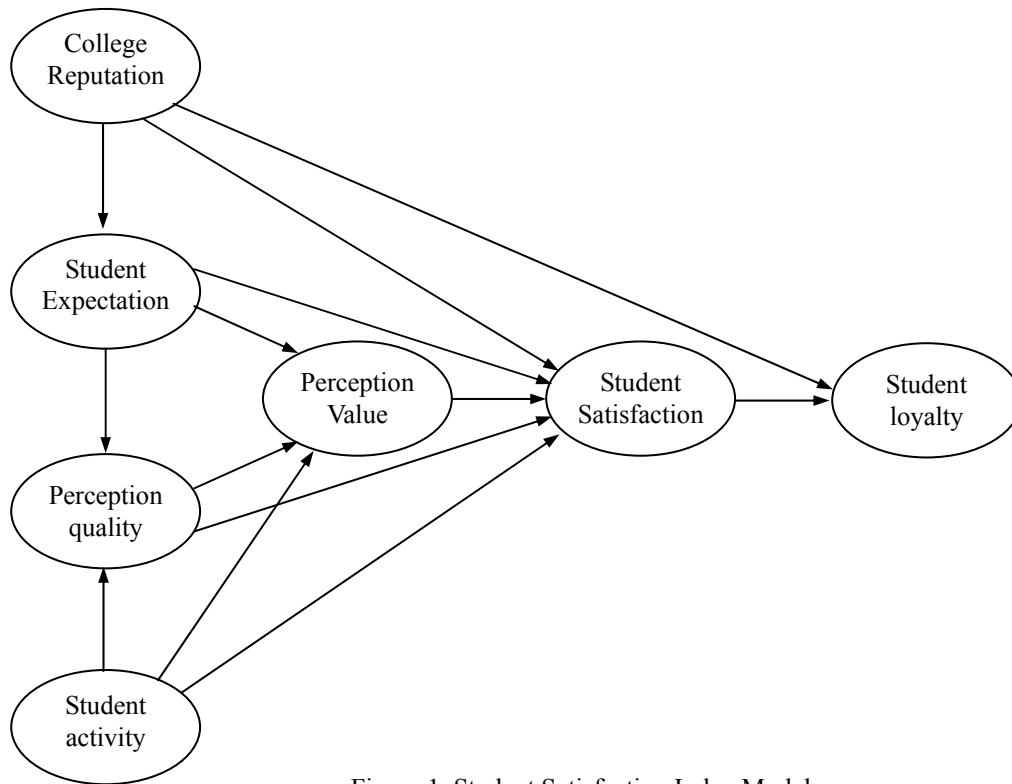 College
Reputation
Student
Expectation
Perception
Value
Student
Satisfaction
Student
loyalty
Perception
quality
Student
activity
Figure 1: Student Satisfaction Index Model